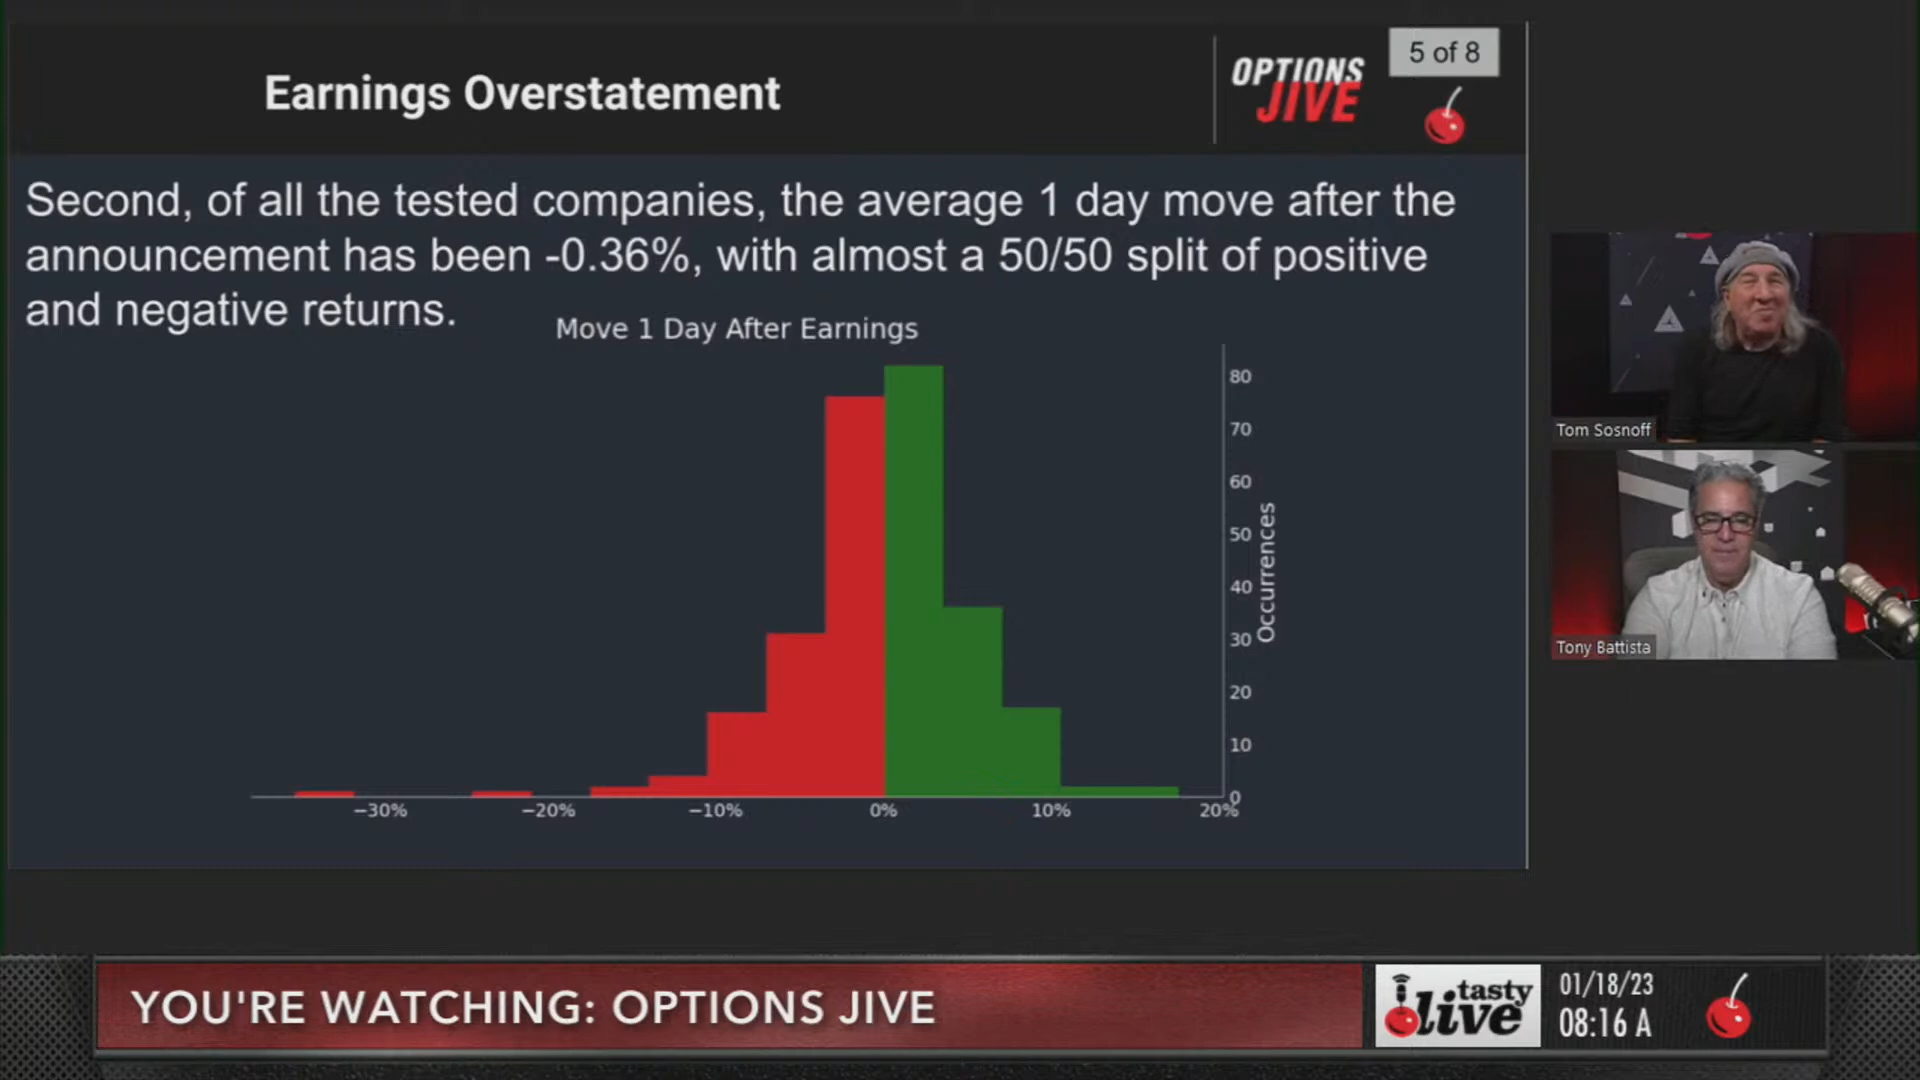 Earnings Overstatement
OPTIONS
JIVE
5 of 8
Second, of all the tested companies, the average 1 day move after the
announcement has been -0.36%, with almost a 50/50 split of positive
and negative returns.
Move 1 Day After Earnings
80
70
60
50
40
30
20
10
0
Occurrences
−30%
−20%
−10%
0%
10%
20%
Tom Sosnoff
Tony Battista
YOU'RE WATCHING: OPTIONS JIVE
tasty
live
01/18/23
08:16 A